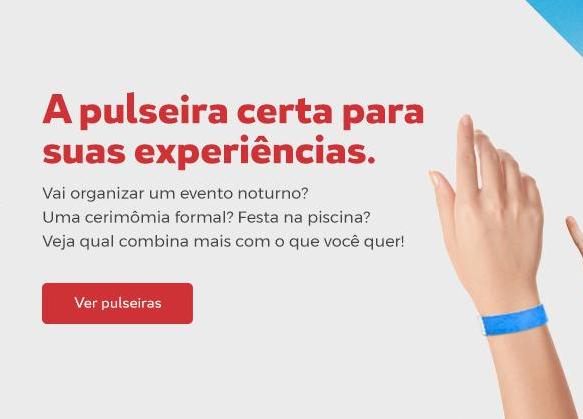 A pulseira certa para
suas experiências.
Vai organizar um evento noturno?
Uma cerimômia formal? Festa na piscina?
Veja qual combina mais com o que você quer!
Ver pulseiras